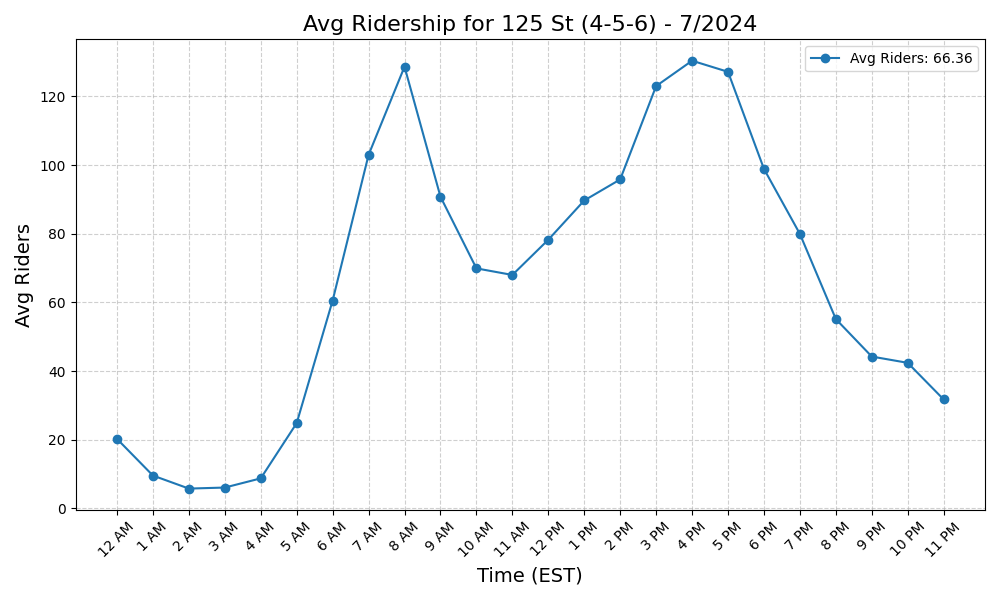 Avg Ridership for 125 St (4-5-6) - 7/2024
Avg Riders: 66.36
Avg Riders
120
100
80
60
40
20
0
12 AM
1 AM
2 AM
3 AM
4 AM
5 AM
6 AM
7 AM
8 AM
9 AM
10 AM
11 AM
12 PM
1 PM
2 PM
3 PM
4 PM
5 PM
6 PM
7 PM
8 PM
9 PM
10 PM
11 PM
Time (EST)